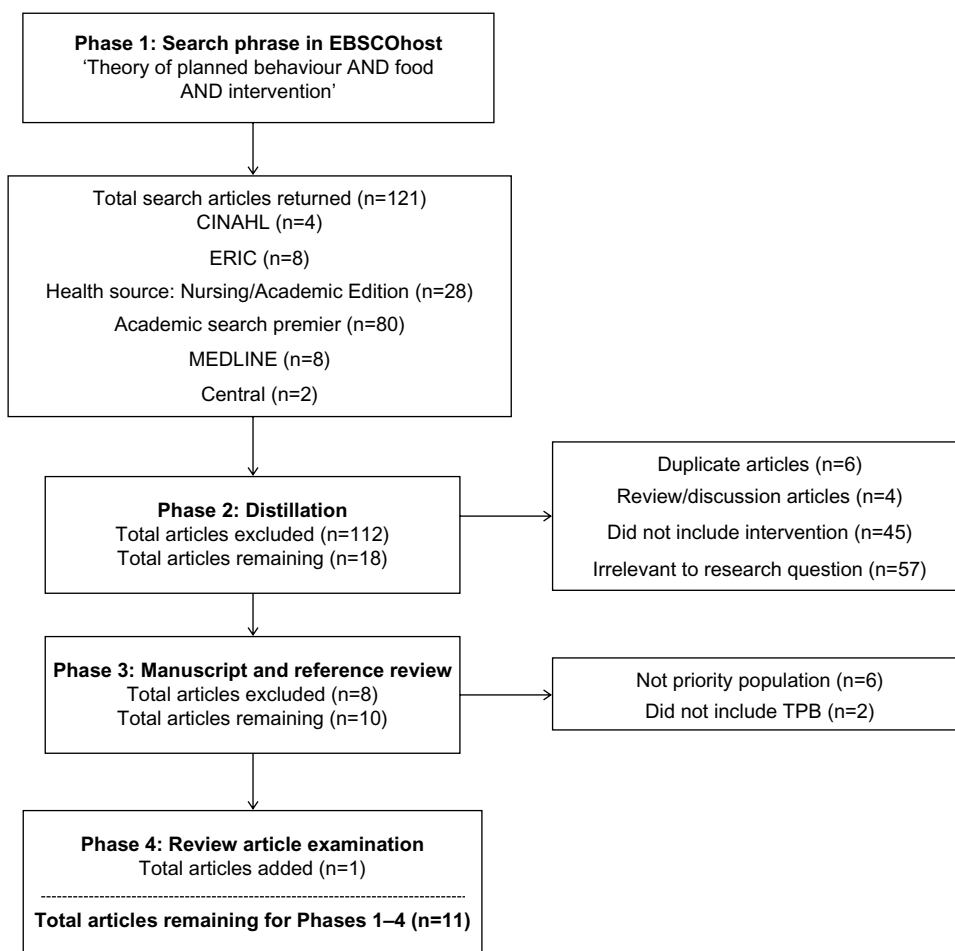 Phase 1: Search phrase in EBSCOhost
‘Theory of planned behaviour AND food
AND intervention’
Total search articles returned (n=121)
CINAHL (n=4)
ERIC (n=8)
Health source: Nursing/Academic Edition (n=28)
Academic search premier (n=80)
MEDLINE (n=8)
Central (n=2)
Phase 2: Distillation
Total articles excluded (n=112)
Total articles remaining (n=18)
Duplicate articles (n=6)
Review/discussion articles (n=4)
Did not include intervention (n=45)
Irrelevant to research question (n=57)
Phase 3: Manuscript and reference review
Total articles excluded (n=8)
Total articles remaining (n=10)
Not priority population (n=6)
Did not include TPB (n=2)
Phase 4: Review article examination
Total articles added (n=1)
Total articles remaining for Phases 1–4 (n=11)